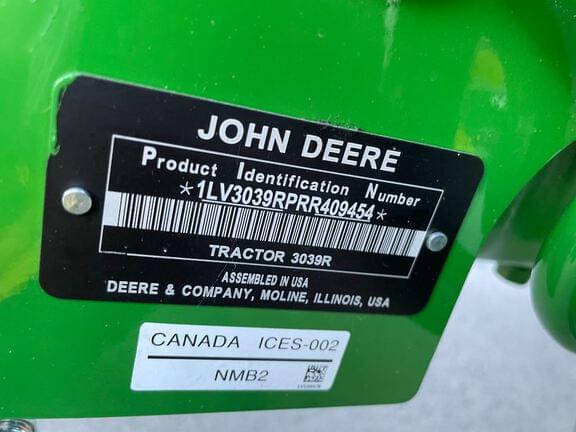 JOHN DEERE
Product Identification Number
*1LV3039RPRR409454*
TRACTOR 3039R
ASSEMBLED IN USA
DEERE & COMPANY, MOLINE, ILLINOIS, USA
CANADA ICES-002
NMB2